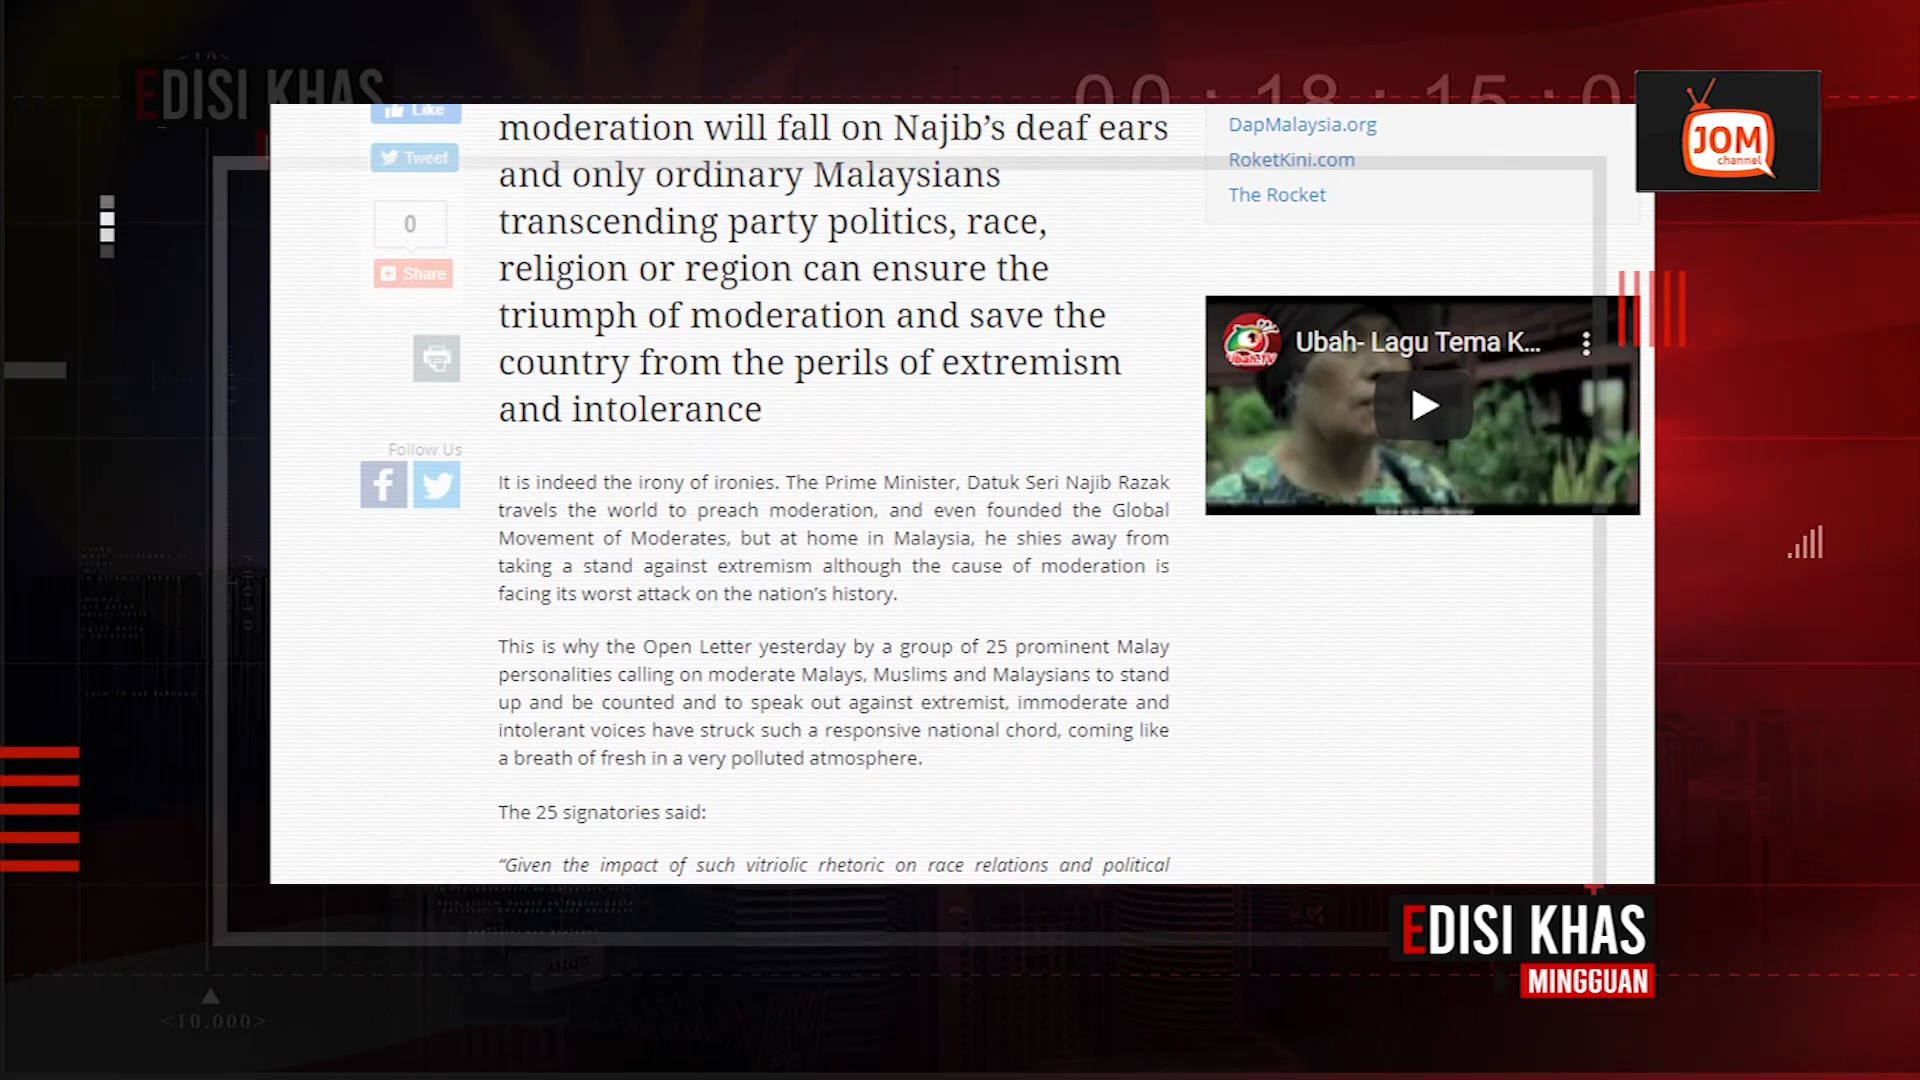 EDISI KHAS
00 : 18 : 15 : 0
JOM
channel
Like
Tweet
0
Share
Follow Us
moderation will fall on Najib’s deaf ears
and only ordinary Malaysians
transcending party politics, race,
religion or region can ensure the
triumph of moderation and save the
country from the perils of extremism
and intolerance
It is indeed the irony of ironies. The Prime Minister, Datuk Seri Najib Razak
travels the world to preach moderation, and even founded the Global
Movement of Moderates, but at home in Malaysia, he shies away from
taking a stand against extremism although the cause of moderation is
facing its worst attack on the nation’s history.
This is why the Open Letter yesterday by a group of 25 prominent Malay
personalities calling on moderate Malays, Muslims and Malaysians to stand
up and be counted and to speak out against extremist, immoderate and
intolerant voices have struck such a responsive national chord, coming like
a breath of fresh in a very polluted atmosphere.
The 25 signatories said:
“Given the impact of such vitriolic rhetoric on race relations and political
DapMalaysia.org
RoketKini.com
The Rocket
Ubah.TV
Ubah- Lagu Tema K...
EDISI KHAS
MINGGUAN
ASCOTT
<10.000>